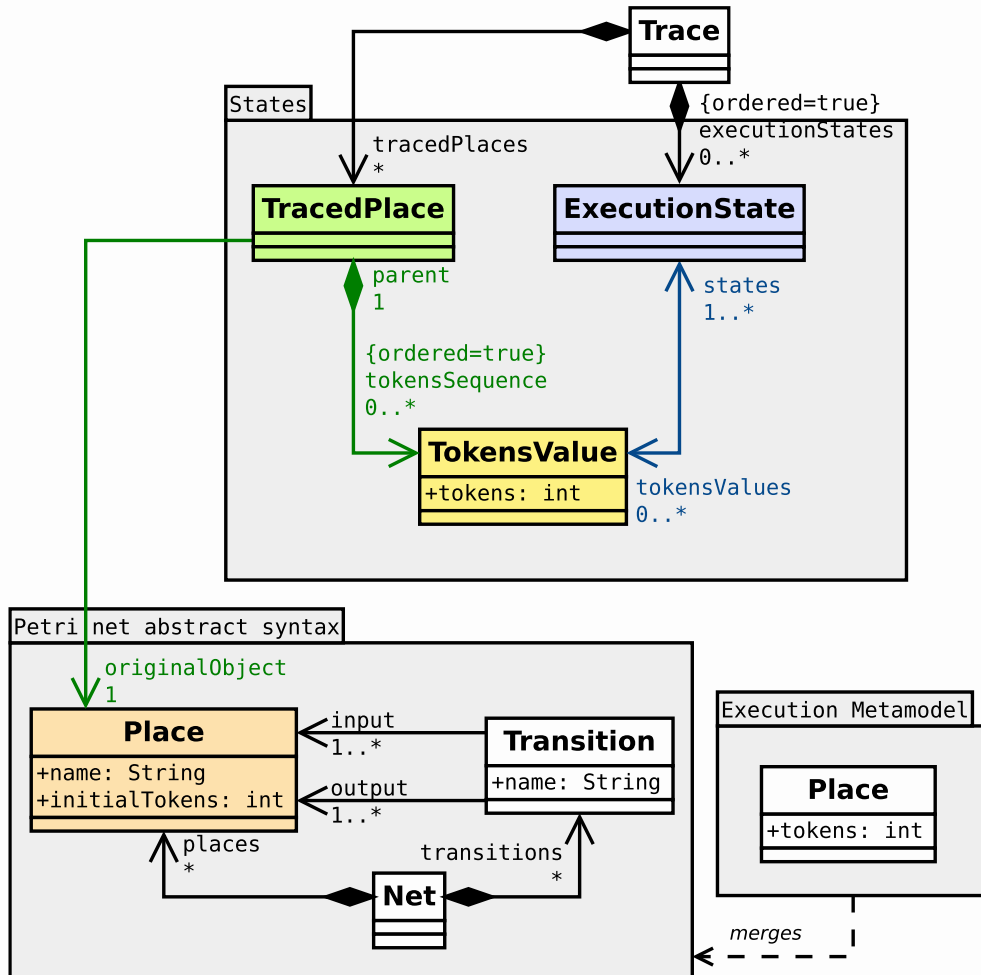 Trace
{ordered=true}
executionStates
0..*
States
tracedPlaces
*
TracedPlace
ExecutionState
parent
1
states
1..*
{ordered=true}
tokensSequence
0..*
TokensValue
+tokens: int
tokensValues
0..*
Petri net abstract syntax
originalObject
1
Place
+name: String
+initialTokens: int
input
1..*
output
1..*
Transition
+name: String
places
*
transitions
*
Net
Execution Metamodel
Place
+tokens: int
merges